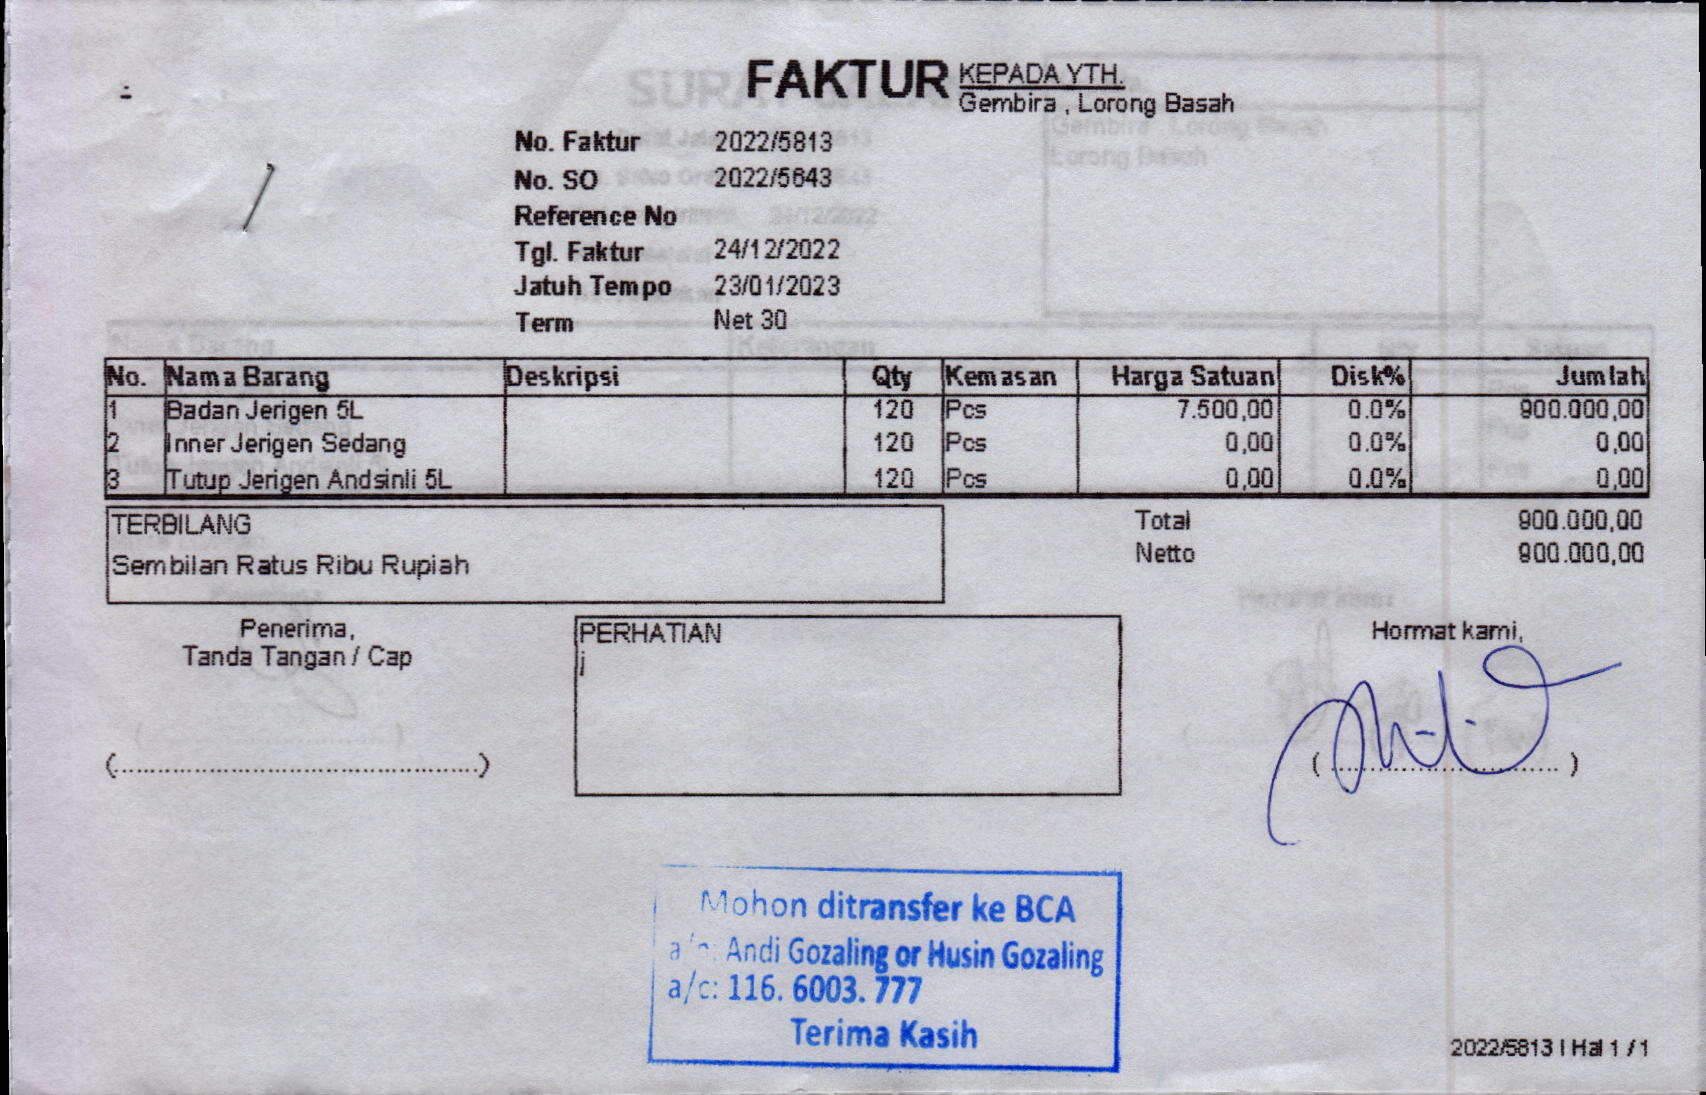 FAKTUR
KEPADA YTH.
Gembira , Lorong Basah
No. Faktur 2022/5813
No. SO 2022/5643
Reference No
Tgl. Faktur 24/12/2022
Jatuh Tempo 23/01/2023
Term Net 30
No. Nama Barang Deskripsi Qty Kemasan Harga Satuan Disk% Jumlah
1 Badan Jerigen 5L 120 Pcs 7.500,00 0.0% 900.000,00
2 Inner Jerigen Sedang 120 Pcs 0,00 0.0% 0,00
3 Tutup Jerigen Andsinli 5L 120 Pcs 0,00 0.0% 0,00
TERBILANG
Sembilan Ratus Ribu Rupiah
Total 900.000,00
Netto 900.000,00
Penerima,
Tanda Tangan / Cap
(................................................)
PERHATIAN
j
Hormat kami,
(..............................)
Mohon ditransfer ke BCA
a/n: Andi Gozaling or Husin Gozaling
a/c: 116. 6003. 777
Terima Kasih
2022/5813 | Hal 1 / 1